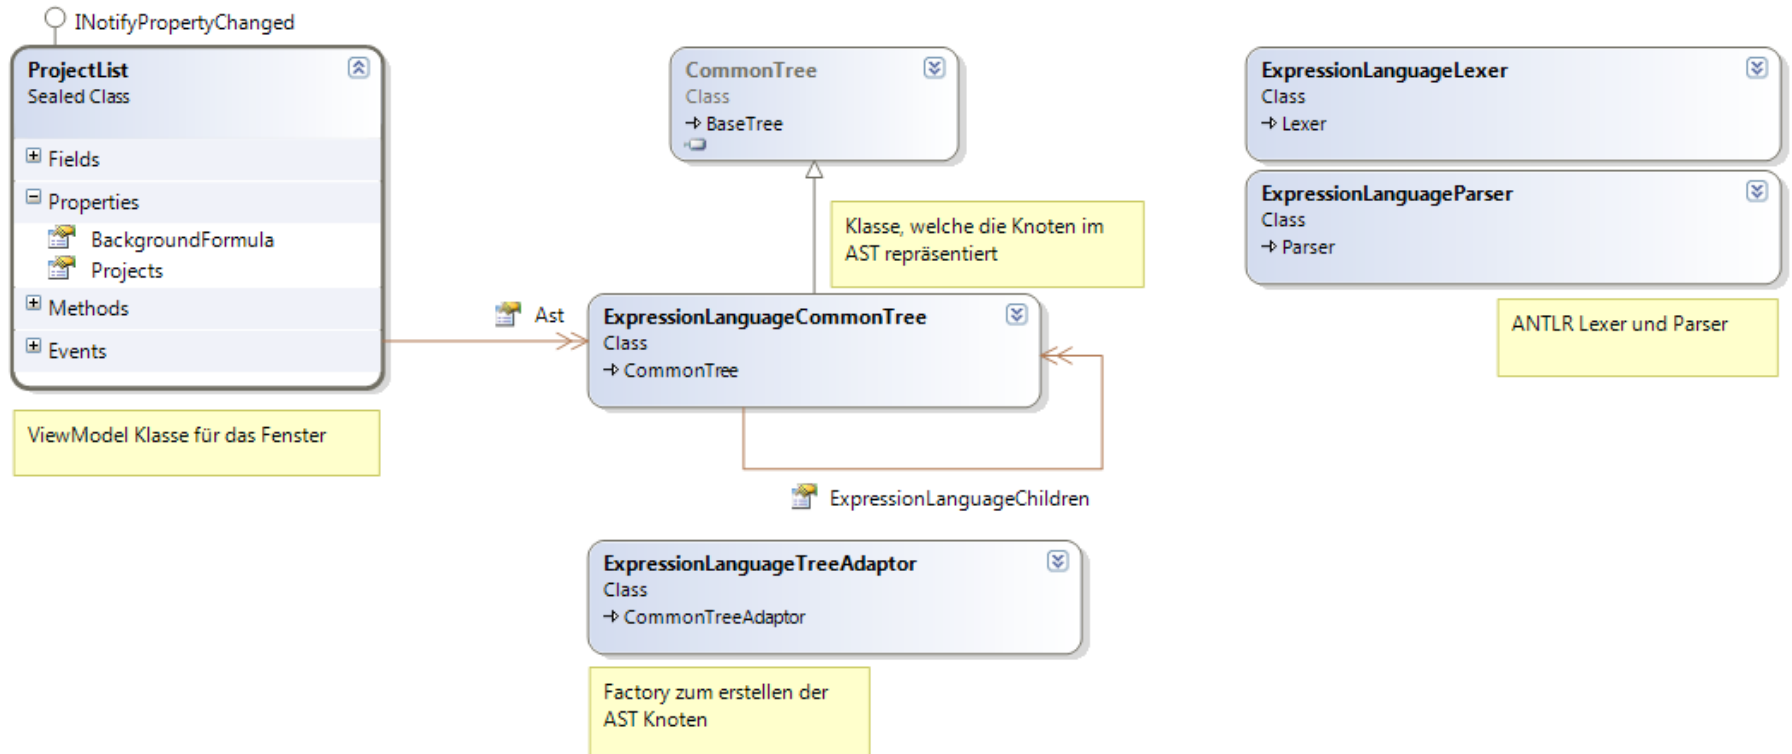 INotifyPropertyChanged
ProjectList
Sealed Class
Fields
Properties
BackgroundFormula
Projects
Methods
Events
ViewModel Klasse für das Fenster
CommonTree
Class
BaseTree
Klasse, welche die Knoten im
AST repräsentiert
Ast
ExpressionLanguageCommonTree
Class
CommonTree
ExpressionLanguageChildren
ExpressionLanguageTreeAdaptor
Class
CommonTreeAdaptor
Factory zum erstellen der
AST Knoten
ExpressionLanguageLexer
Class
Lexer
ExpressionLanguageParser
Class
Parser
ANTLR Lexer und Parser